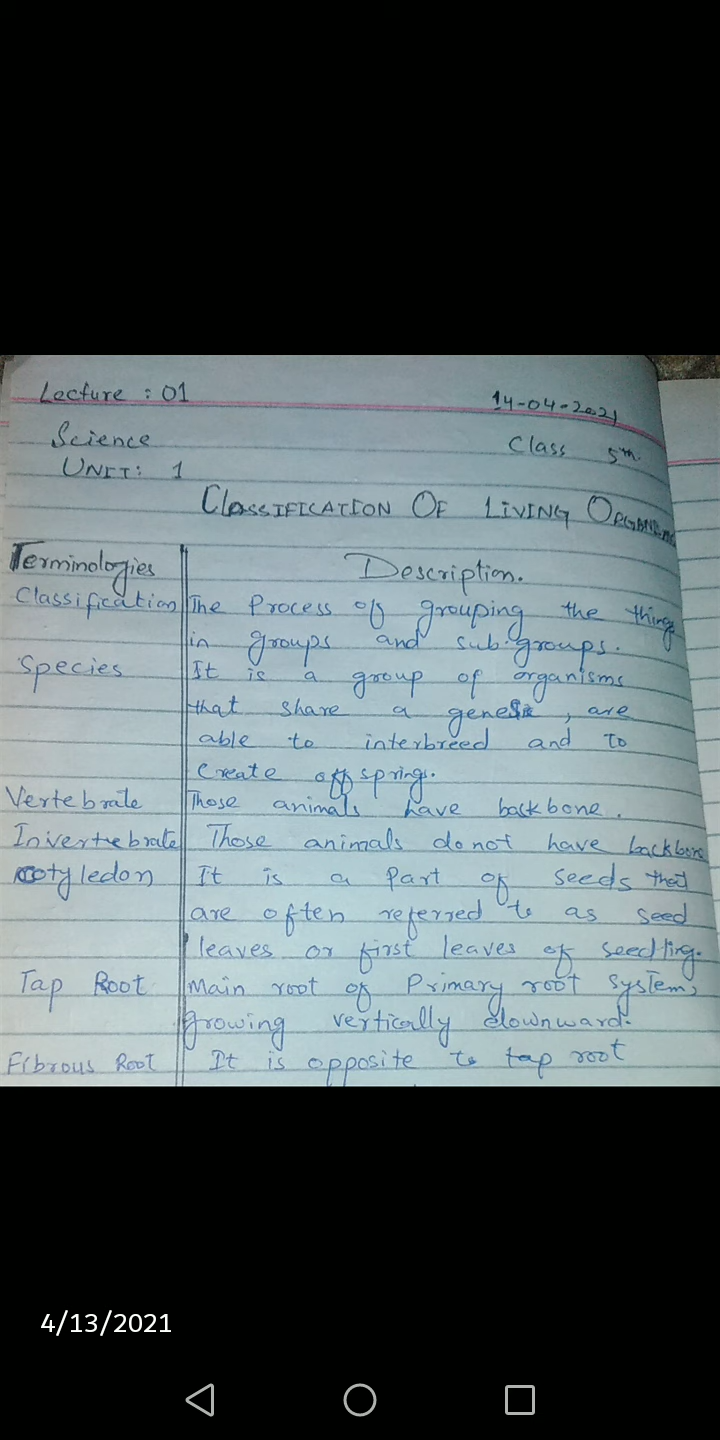 Lecture : 01
14-04-2021
Science
Class 5th.
UNIT: 1
CLASSIFICATION OF LIVING ORGANISMS
Terminologies
Description.
Classification The Process of grouping the things
in groups and sub-groups.
Species It is a group of organisms
that share a , are
able to interbreed and to
Create offsprings.
Vertebrate Those animals have backbone.
Invertebrate Those animals do not have backbone
cotyledon It is a Part of seeds that
are often referred to as seed
leaves or first leaves of seedling.
Tap Root Main root of Primary root system,
growing vertically downward.
Fibrous Root It is opposite to tap root
4/13/2021